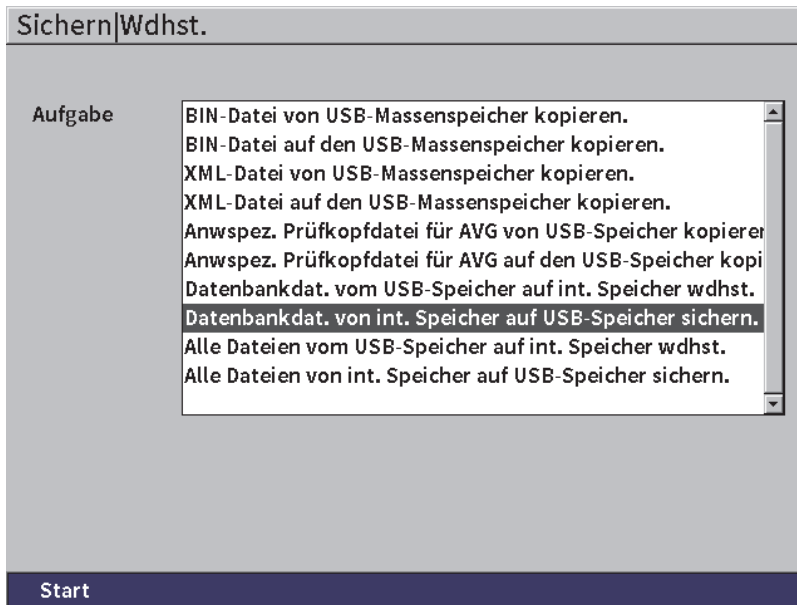 Sichern|Wdhst.
Aufgabe
BIN-Datei von USB-Massenspeicher kopieren.
BIN-Datei auf den USB-Massenspeicher kopieren.
XML-Datei von USB-Massenspeicher kopieren.
XML-Datei auf den USB-Massenspeicher kopieren.
Anwspez. Prüfkopfdatei für AVG von USB-Speicher kopierer
Anwspez. Prüfkopfdatei für AVG auf den USB-Speicher kopi
Datenbankdat. vom USB-Speicher auf int. Speicher wdhst.
Datenbankdat. von int. Speicher auf USB-Speicher sichern.
Alle Dateien vom USB-Speicher auf int. Speicher wdhst.
Alle Dateien von int. Speicher auf USB-Speicher sichern.
Start